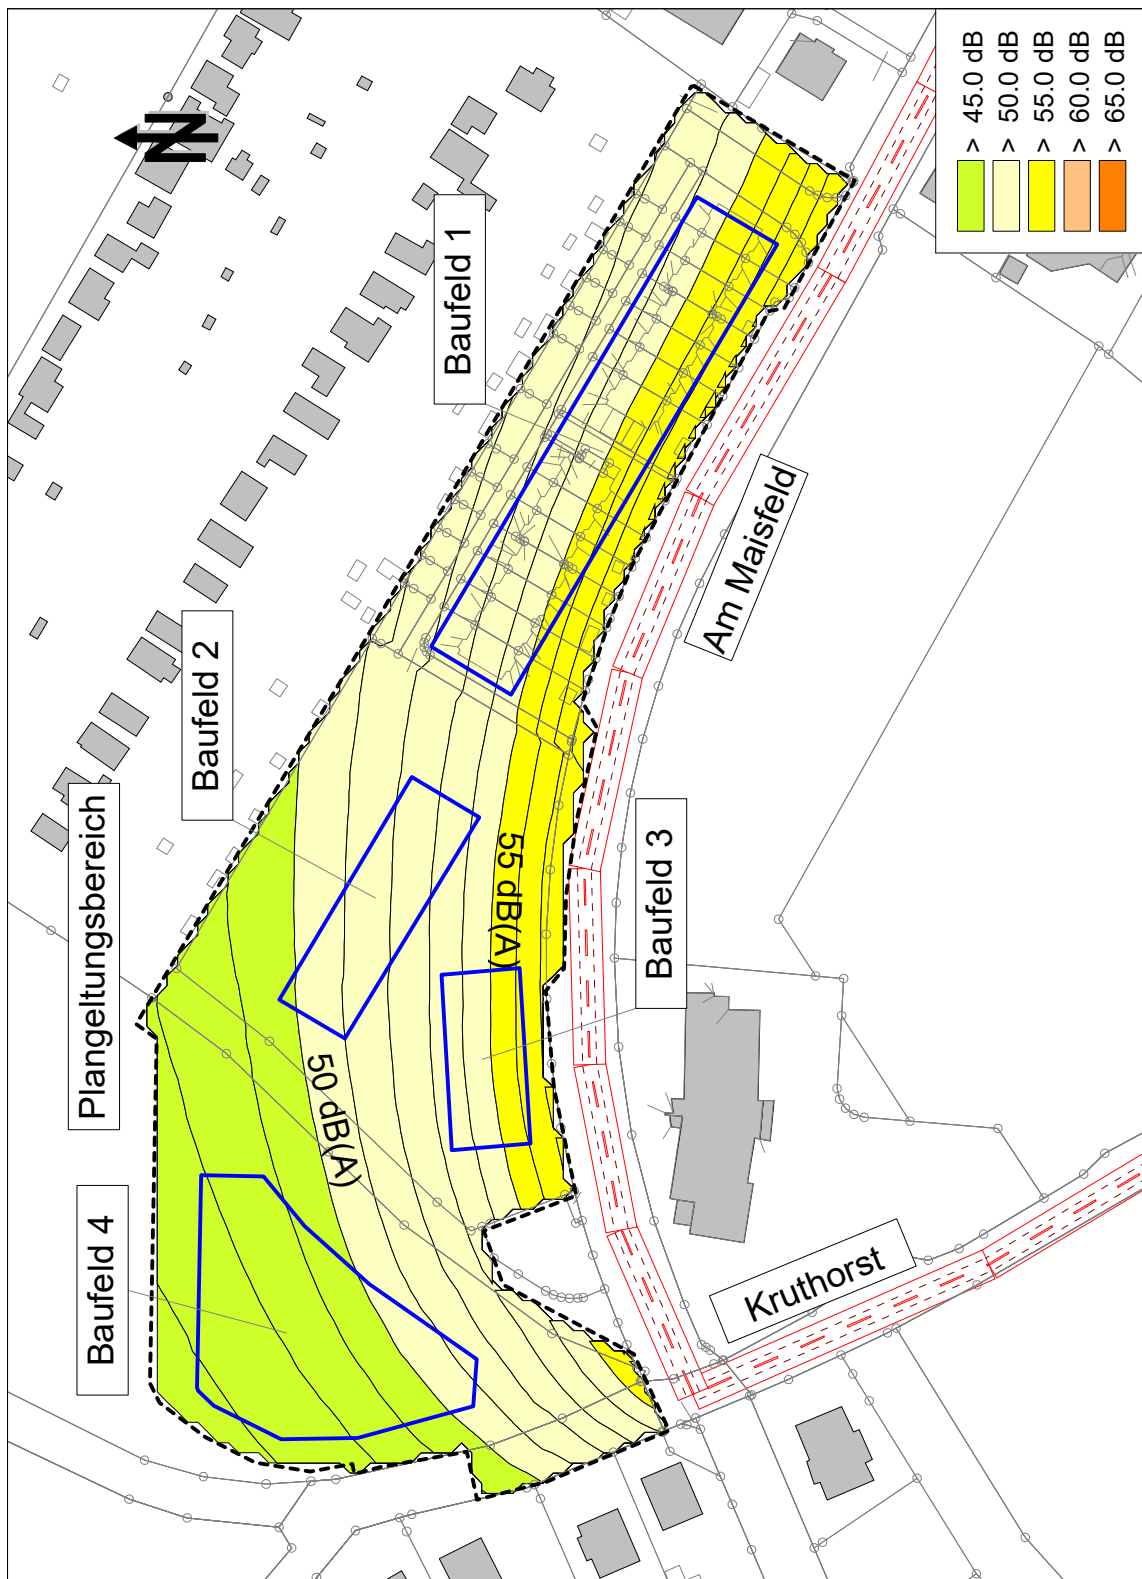 N
Baufeld 1
Baufeld 2
Plangeltungsbereich
Baufeld 4
Baufeld 3
55 dB(A)
50 dB(A)
Am Maisfeld
Kruthorst
> 45.0 dB
> 50.0 dB
> 55.0 dB
> 60.0 dB
> 65.0 dB